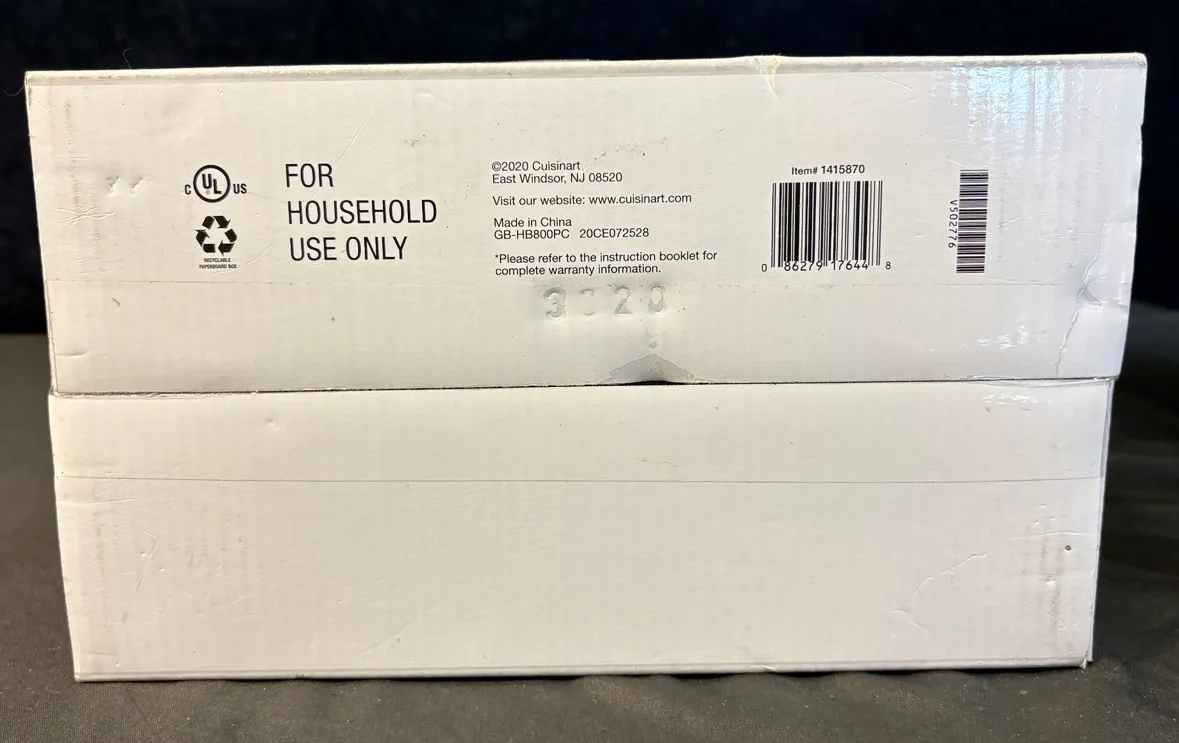 C UL US
RECYCLABLE
PAPERBOARD BOX
FOR
HOUSEHOLD
USE ONLY
©2020 Cuisinart
East Windsor, NJ 08520
Visit our website: www.cuisinart.com
Made in China
GB-HB800PC 20CE072528
*Please refer to the instruction booklet for
complete warranty information.
Item# 1415870
0 86279 17644 8
V502776